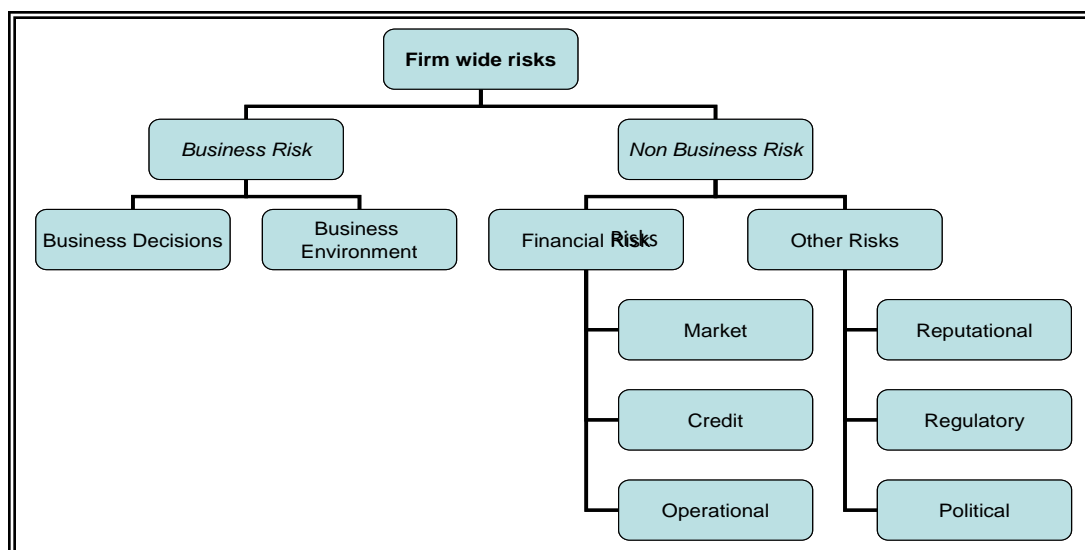 Firm wide risks
Business Risk
Non Business Risk
Business Decisions
Business
Environment
Financial Risk
Risks
Other Risks
Market
Reputational
Credit
Regulatory
Operational
Political